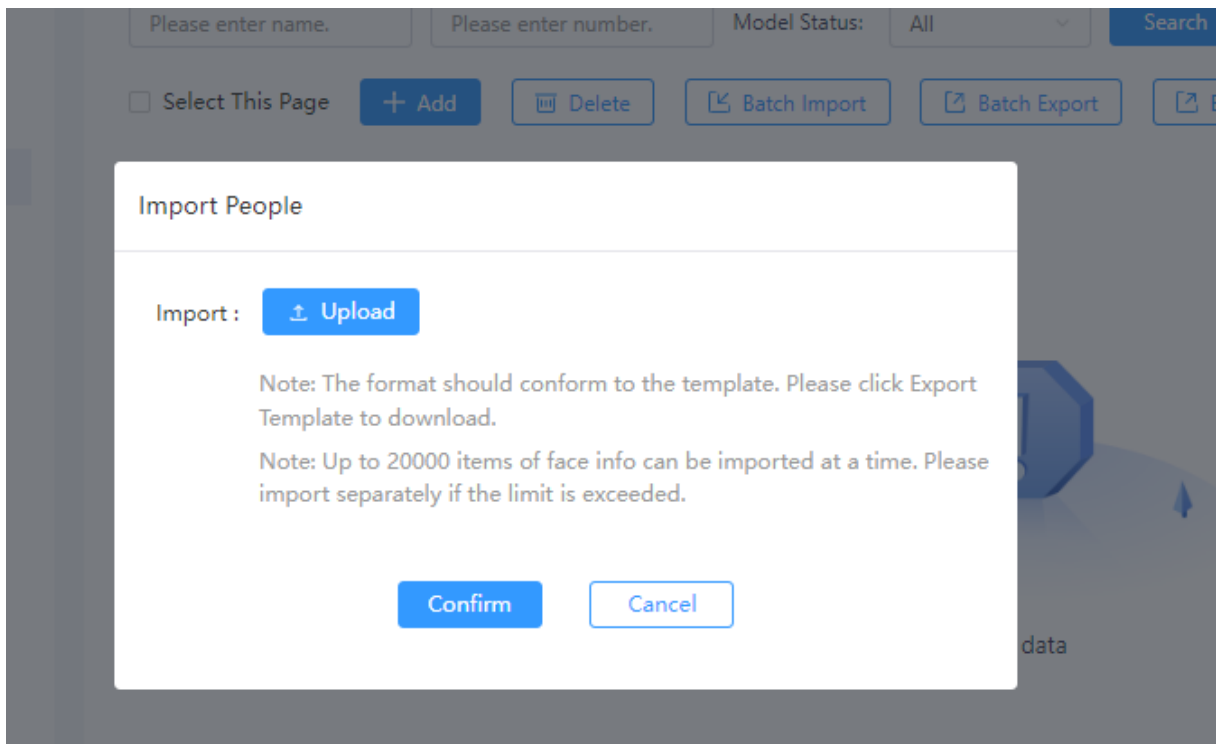 Please enter name. Please enter number. Model Status: All Search
Select This Page Add Delete Batch Import Batch Export
Import People
Import : Upload
Note: The format should conform to the template. Please click Export
Template to download.
Note: Up to 20000 items of face info can be imported at a time. Please
import separately if the limit is exceeded.
Confirm Cancel
data